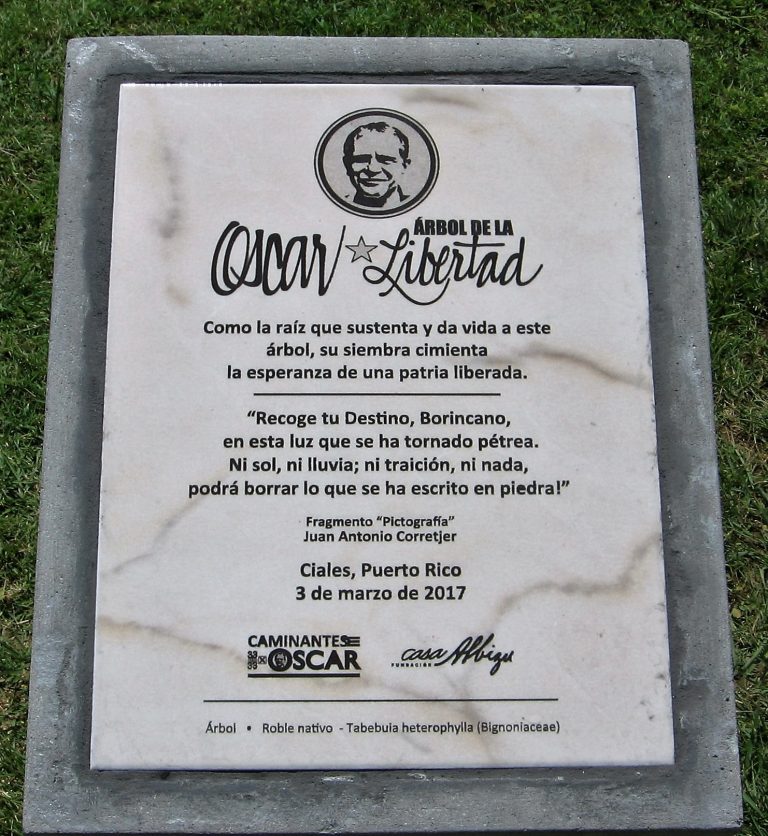 ÁRBOL DE LA
Oscar Libertad
Como la raíz que sustenta y da vida a este
árbol, su siembra cimienta
la esperanza de una patria liberada.
“Recoge tu Destino, Borincano,
en esta luz que se ha tornado pétrea.
Ni sol, ni lluvia; ni traición, ni nada,
podrá borrar lo que se ha escrito en piedra!”
Fragmento “Pictografía”
Juan Antonio Corretjer
Ciales, Puerto Rico
3 de marzo de 2017
CAMINANTES
OSCAR
casa Albizu
FUNDACIÓN
Árbol • Roble nativo - Tabebuia heterophylla (Bignoniaceae)